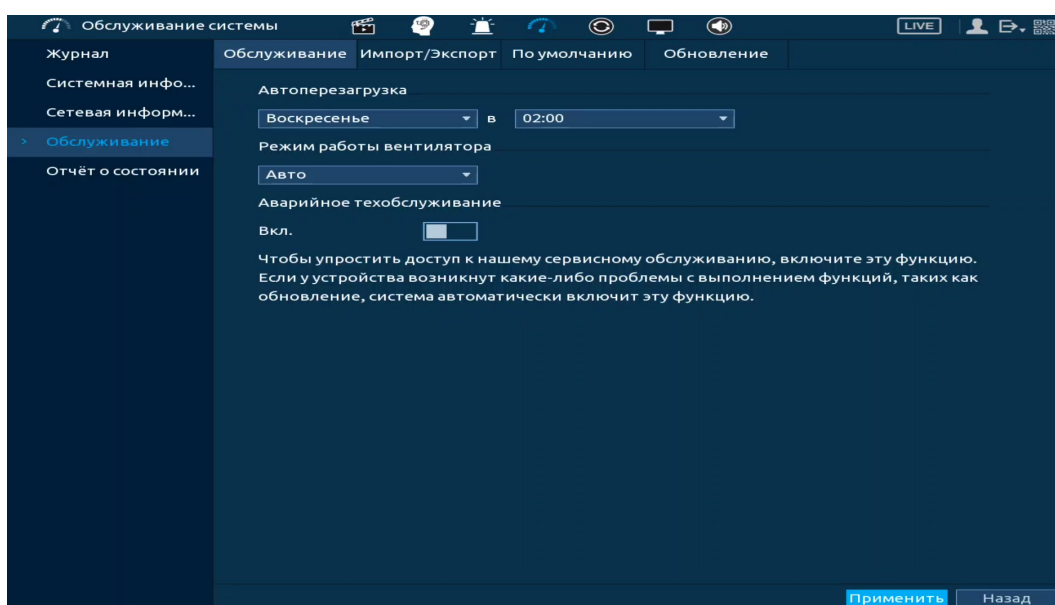 Обслуживание системы
LIVE
Журнал
Системная инфо...
Сетевая информ...
> Обслуживание
Отчёт о состоянии
Обслуживание Импорт/Экспорт По умолчанию Обновление
Автоперезагрузка
Воскресенье в 02:00
Режим работы вентилятора
Авто
Аварийное техобслуживание
Вкл.
Чтобы упростить доступ к нашему сервисному обслуживанию, включите эту функцию.
Если у устройства возникнут какие-либо проблемы с выполнением функций, таких как
обновление, система автоматически включит эту функцию.
Применить Назад